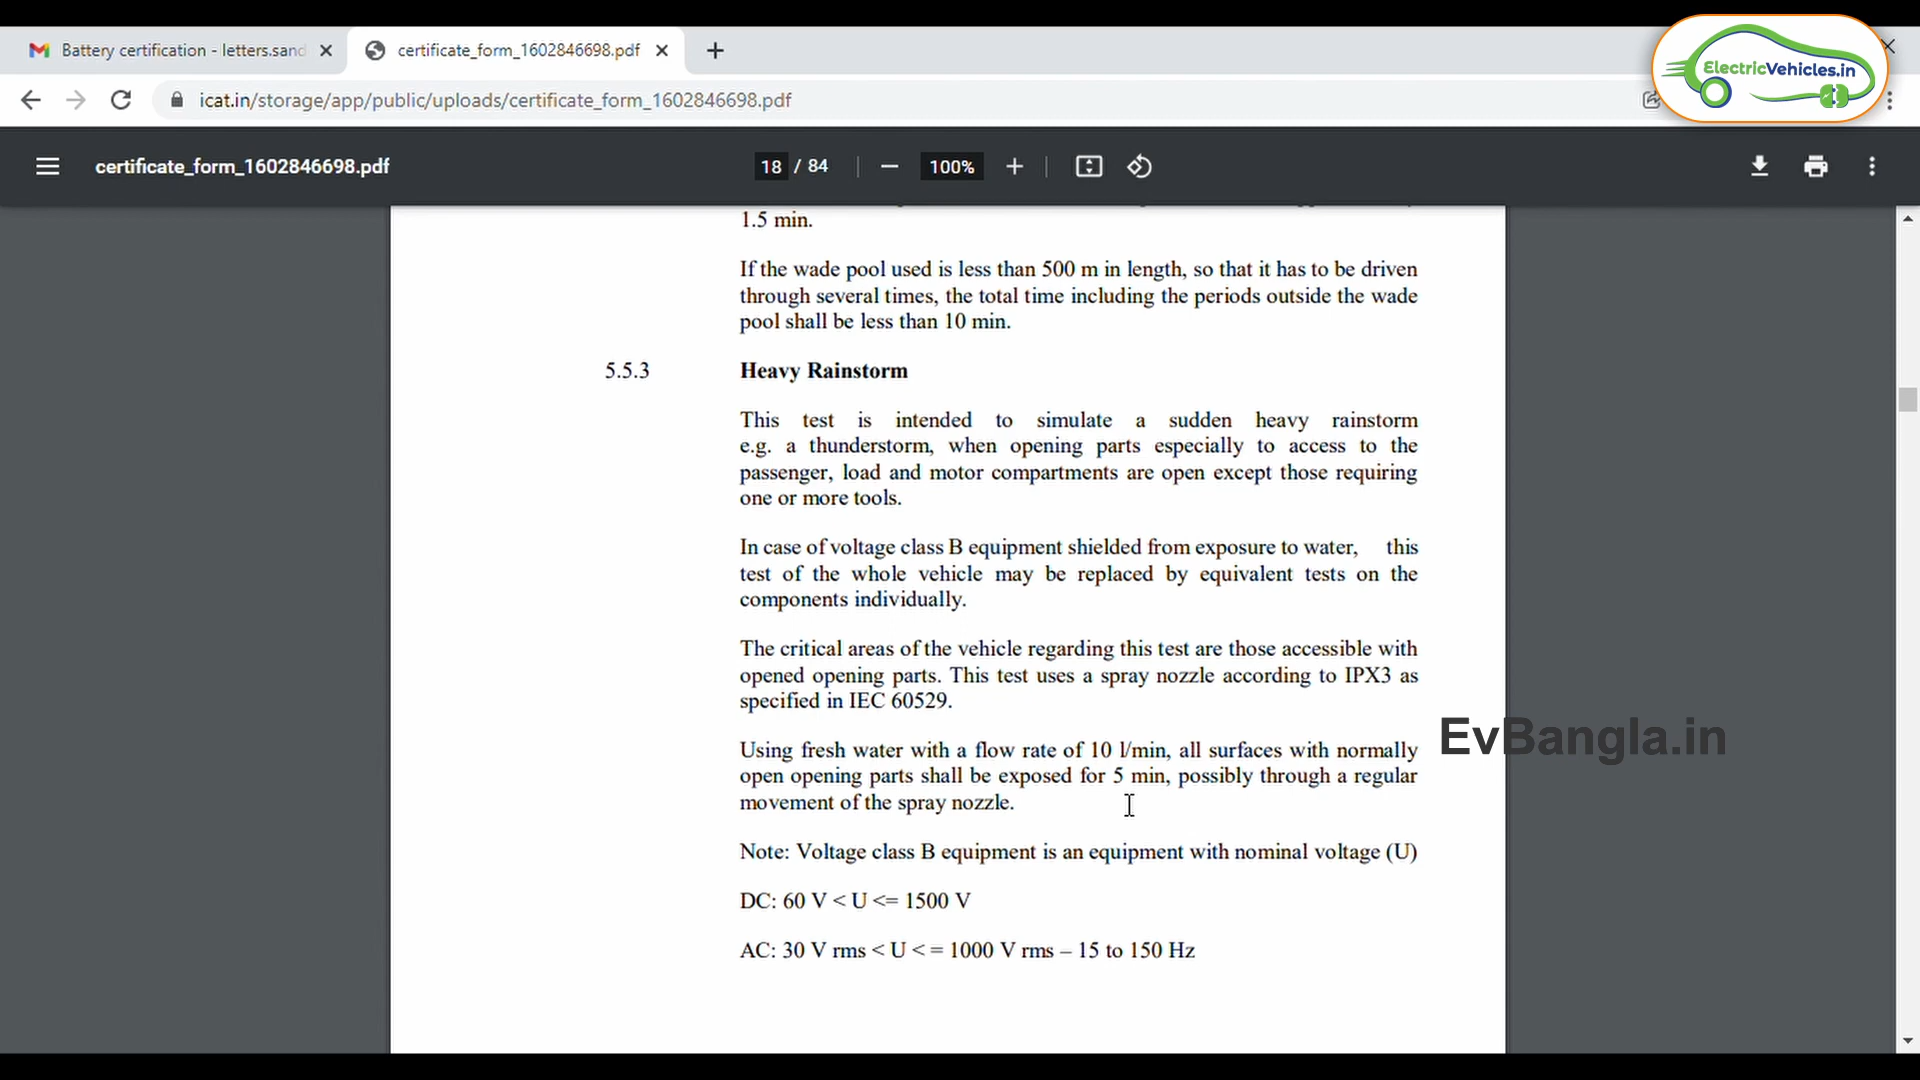 Battery certification - letters.sand
certificate_form_1602846698.pdf
ElectricVehicles.in
icat.in/storage/app/public/uploads/certificate_form_1602846698.pdf
certificate_form_1602846698.pdf
18 / 84
100%
1.5 min.
If the wade pool used is less than 500 m in length, so that it has to be driven
through several times, the total time including the periods outside the wade
pool shall be less than 10 min.
5.5.3 Heavy Rainstorm
This test is intended to simulate a sudden heavy rainstorm
e.g. a thunderstorm, when opening parts especially to access to the
passenger, load and motor compartments are open except those requiring
one or more tools.
In case of voltage class B equipment shielded from exposure to water, this
test of the whole vehicle may be replaced by equivalent tests on the
components individually.
The critical areas of the vehicle regarding this test are those accessible with
opened opening parts. This test uses a spray nozzle according to IPX3 as
specified in IEC 60529.
EvBangla.in
Using fresh water with a flow rate of 10 l/min, all surfaces with normally
open opening parts shall be exposed for 5 min, possibly through a regular
movement of the spray nozzle.
Note: Voltage class B equipment is an equipment with nominal voltage (U)
DC: 60 V < U <= 1500 V
AC: 30 V rms < U < = 1000 V rms – 15 to 150 Hz